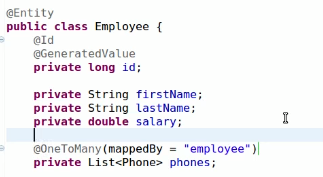 @Entity
public class Employee {
@Id
@GeneratedValue
private long id;
private String firstName;
private String lastName;
private double salary;
@OneToMany(mappedBy = "employee")
private List<Phone> phones;